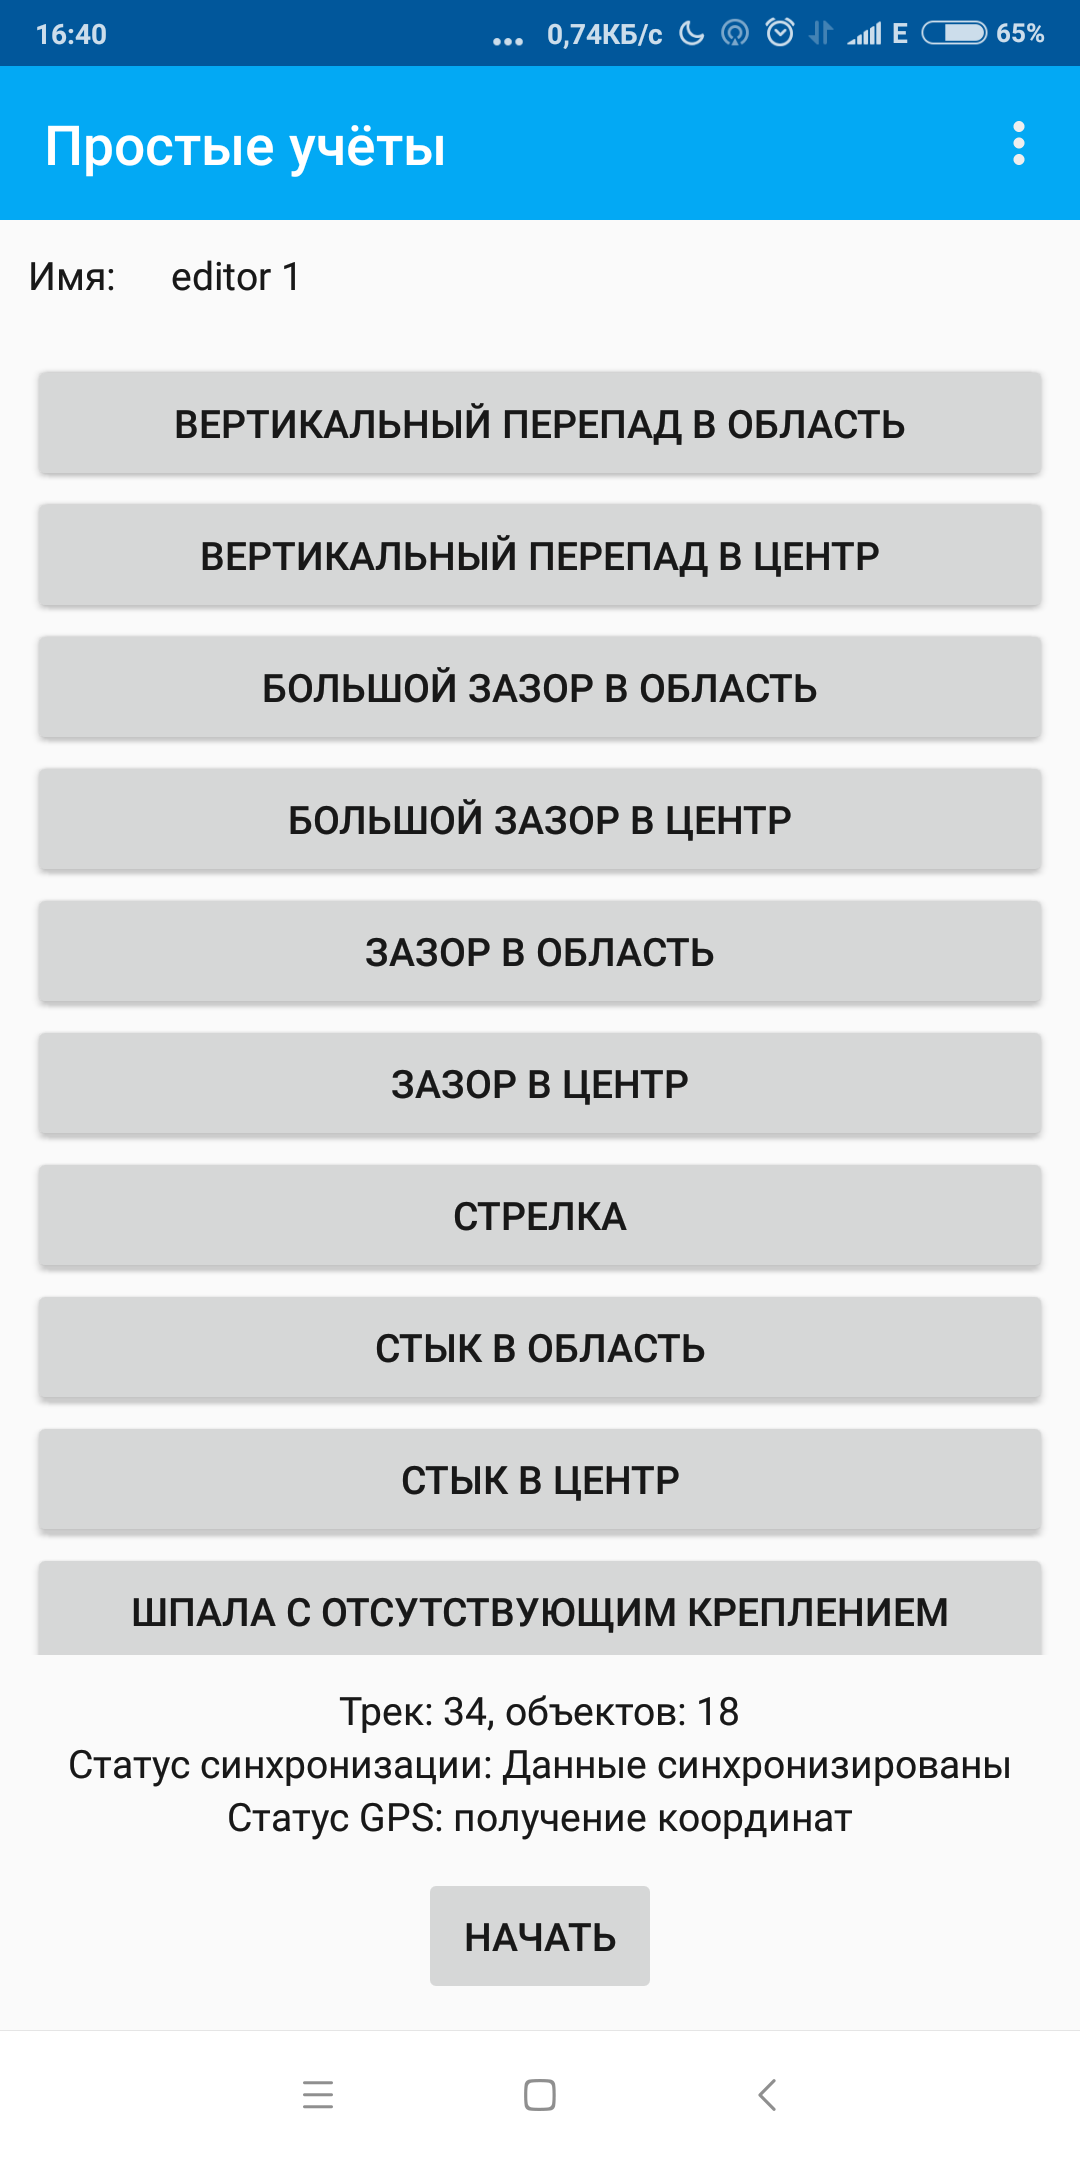 16:40 ... 0,74КБ/с E 65%
Простые учёты
Имя: editor 1
ВЕРТИКАЛЬНЫЙ ПЕРЕПАД В ОБЛАСТЬ
ВЕРТИКАЛЬНЫЙ ПЕРЕПАД В ЦЕНТР
БОЛЬШОЙ ЗАЗОР В ОБЛАСТЬ
БОЛЬШОЙ ЗАЗОР В ЦЕНТР
ЗАЗОР В ОБЛАСТЬ
ЗАЗОР В ЦЕНТР
СТРЕЛКА
СТЫК В ОБЛАСТЬ
СТЫК В ЦЕНТР
ШПАЛА С ОТСУТСТВУЮЩИМ КРЕПЛЕНИЕМ
Трек: 34, объектов: 18
Статус синхронизации: Данные синхронизированы
Статус GPS: получение координат
НАЧАТЬ